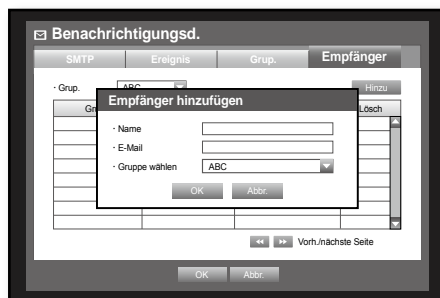 Benachrichtigungsd.
SMTP Ereignis Grup. Empfänger
· Grup. ABC Hinzu
Lösch
Empfänger hinzufügen
· Name
· E-Mail
· Gruppe wählen ABC
OK Abbr.
Vorh./nächste Seite
OK Abbr.